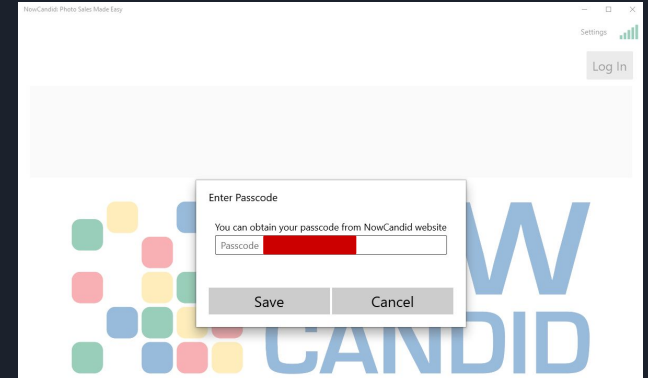 NowCandid! Photo Sales Made Easy
Settings
Log In
Enter Passcode
You can obtain your passcode from NowCandid website
Passcode
Save
Cancel
OW
CANDID